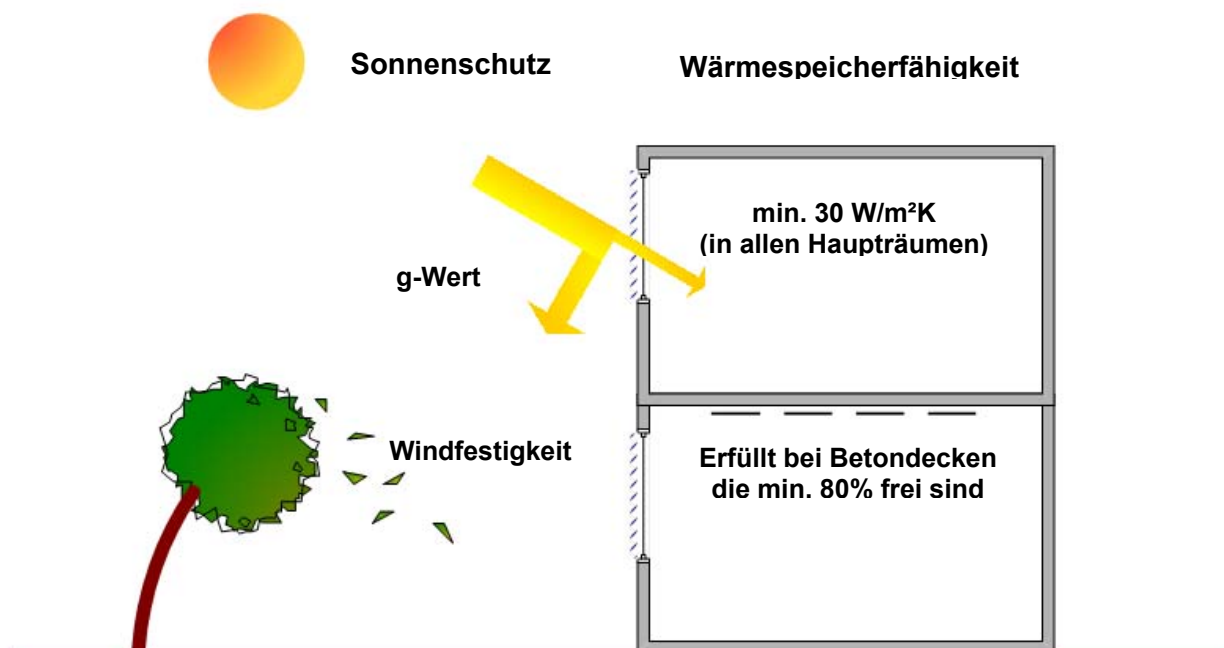 Sonnenschutz
Wärmespeicherfähigkeit
min. 30 W/m²K
(in allen Haupträumen)
g-Wert
Windfestigkeit
Erfüllt bei Betondecken
die min. 80% frei sind